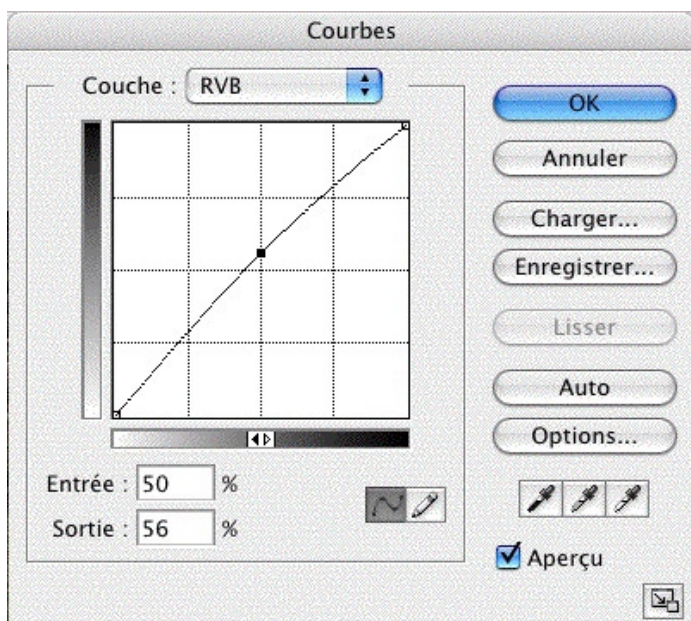 Courbes
Couche : RVB
OK
Annuler
Charger...
Enregistrer...
Lisser
Auto
Options...
Entrée : 50 %
Sortie : 56 %
Aperçu